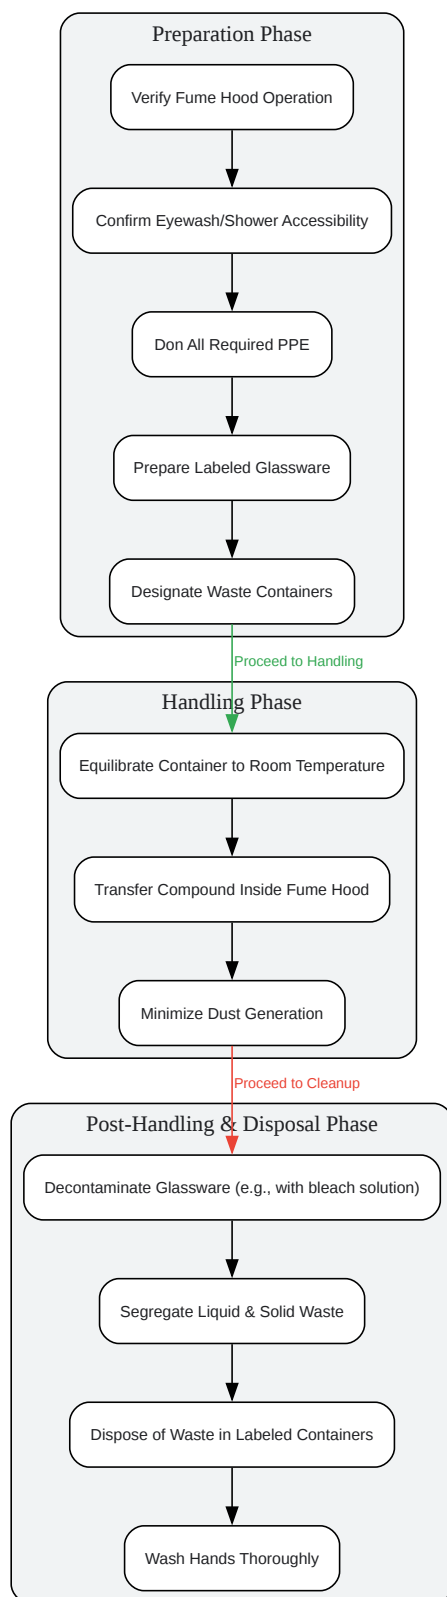 Preparation Phase
Verify Fume Hood Operation
Confirm Eyewash/Shower Accessibility
Don All Required PPE
Prepare Labeled Glassware
Designate Waste Containers
Proceed to Handling
Handling Phase
Equilibrate Container to Room Temperature
Transfer Compound Inside Fume Hood
Minimize Dust Generation
Proceed to Cleanup
Post-Handling & Disposal Phase
Decontaminate Glassware (e.g., with bleach solution)
Segregate Liquid & Solid Waste
Dispose of Waste in Labeled Containers
Wash Hands Thoroughly